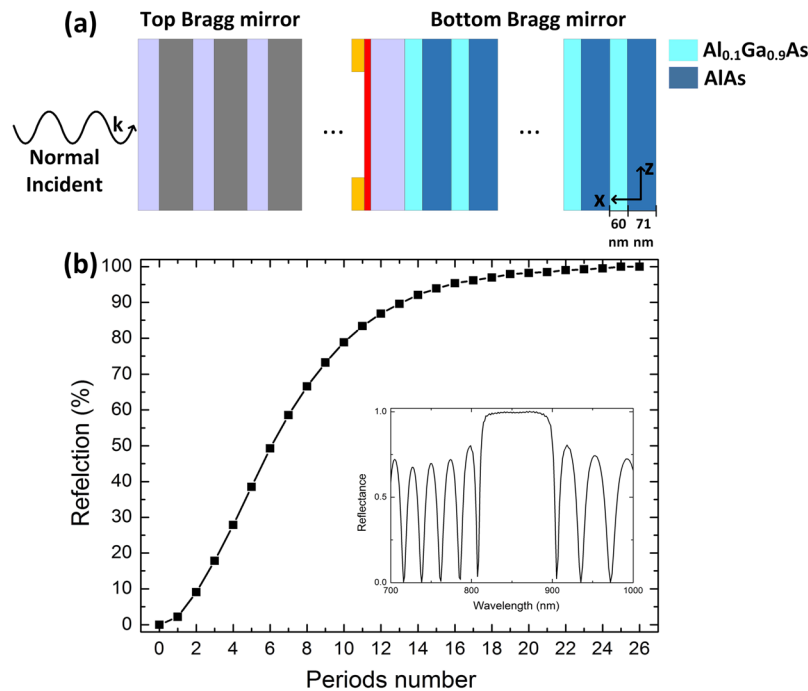 (a)
Top Bragg mirror
Bottom Bragg mirror
Al0.1Ga0.9As
AlAs
k
Normal
Incident
...
...
Z
X
60
nm
71
nm
(b)
100
90
80
70
60
50
40
30
20
10
0
Refelction (%)
0 2 4 6 8 10 12 14 16 18 20 22 24 26
Periods number
1.0
0.5
0.0
Reflectance
700 800 900 1000
Wavelength (nm)